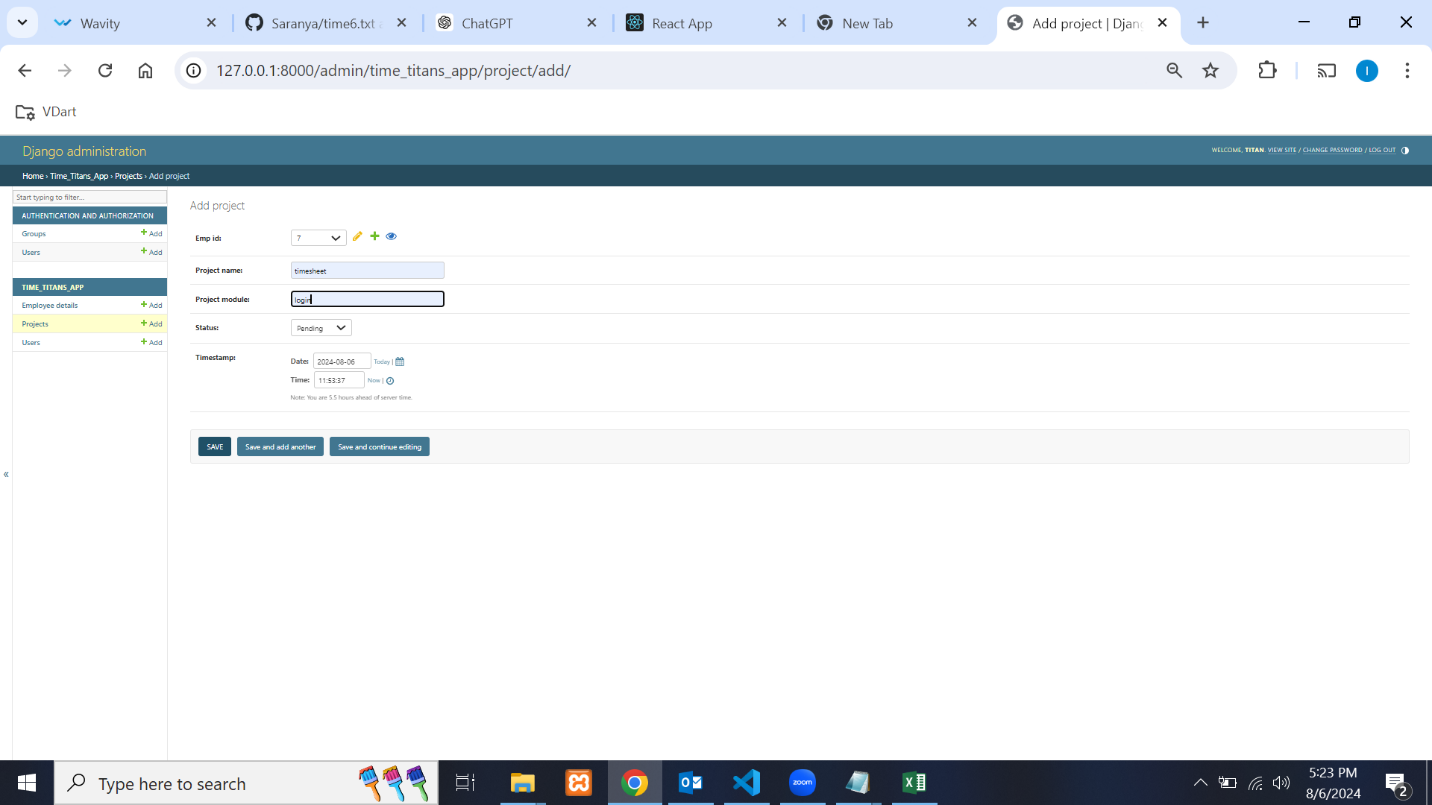 Wavity
Saranya/time6.txt
ChatGPT
React App
New Tab
Add project | Djan
127.0.0.1:8000/admin/time_titans_app/project/add/
I
VDart
Django administration
WELCOME, TITAN. VIEW SITE / CHANGE PASSWORD / LOG OUT
Home › Time_Titans_App › Projects › Add project
Start typing to filter...
AUTHENTICATION AND AUTHORIZATION
Groups + Add
Users + Add
TIME_TITANS_APP
Employee details + Add
Projects + Add
Users + Add
«
Add project
Emp id: 7
Project name: timesheet
Project module: login
Status: Pending
Timestamp:
Date: 2024-08-06 Today |
Time: 11:53:37 Now |
Note: You are 5.5 hours ahead of server time.
SAVE Save and add another Save and continue editing
Type here to search
zoom
5:23 PM
8/6/2024
2